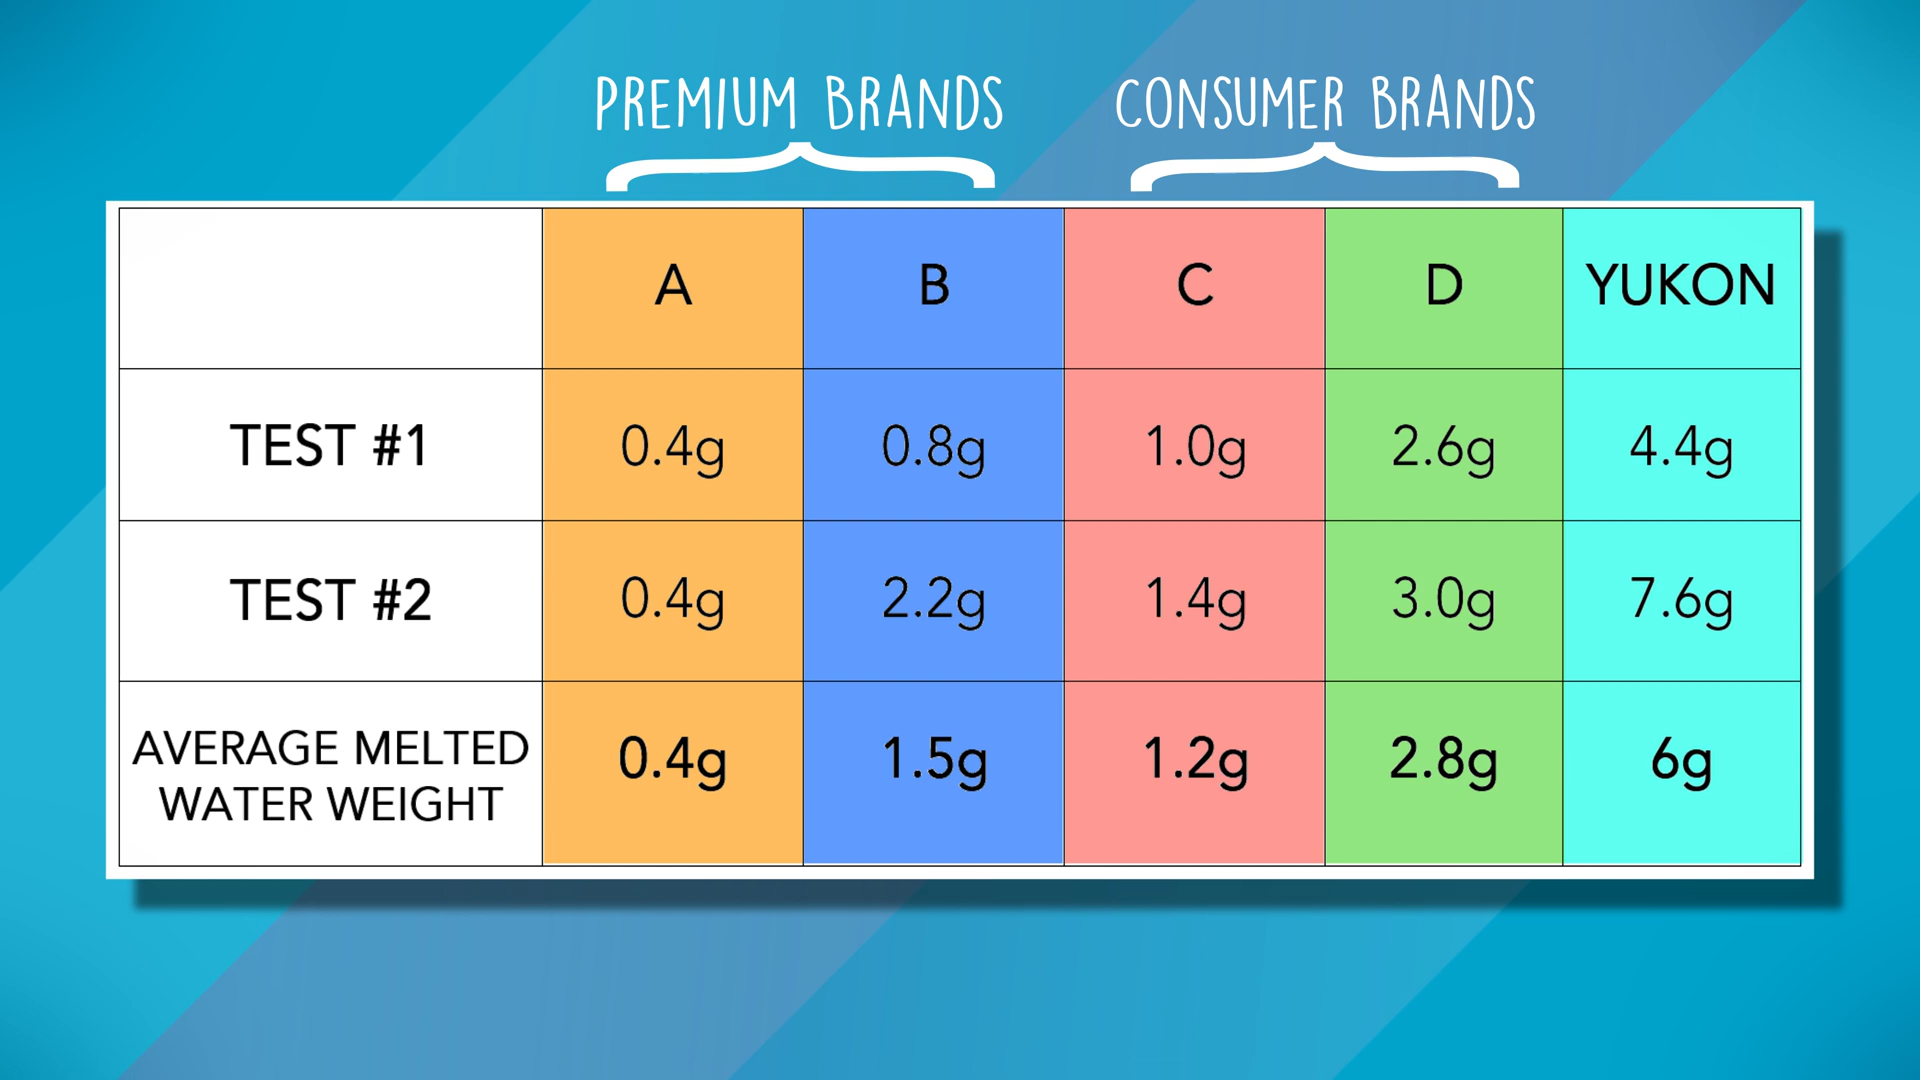 PREMIUM BRANDS CONSUMER BRANDS
A B C D YUKON
TEST #1 0.4g 0.8g 1.0g 2.6g 4.4g
TEST #2 0.4g 2.2g 1.4g 3.0g 7.6g
AVERAGE MELTED
WATER WEIGHT 0.4g 1.5g 1.2g 2.8g 6g